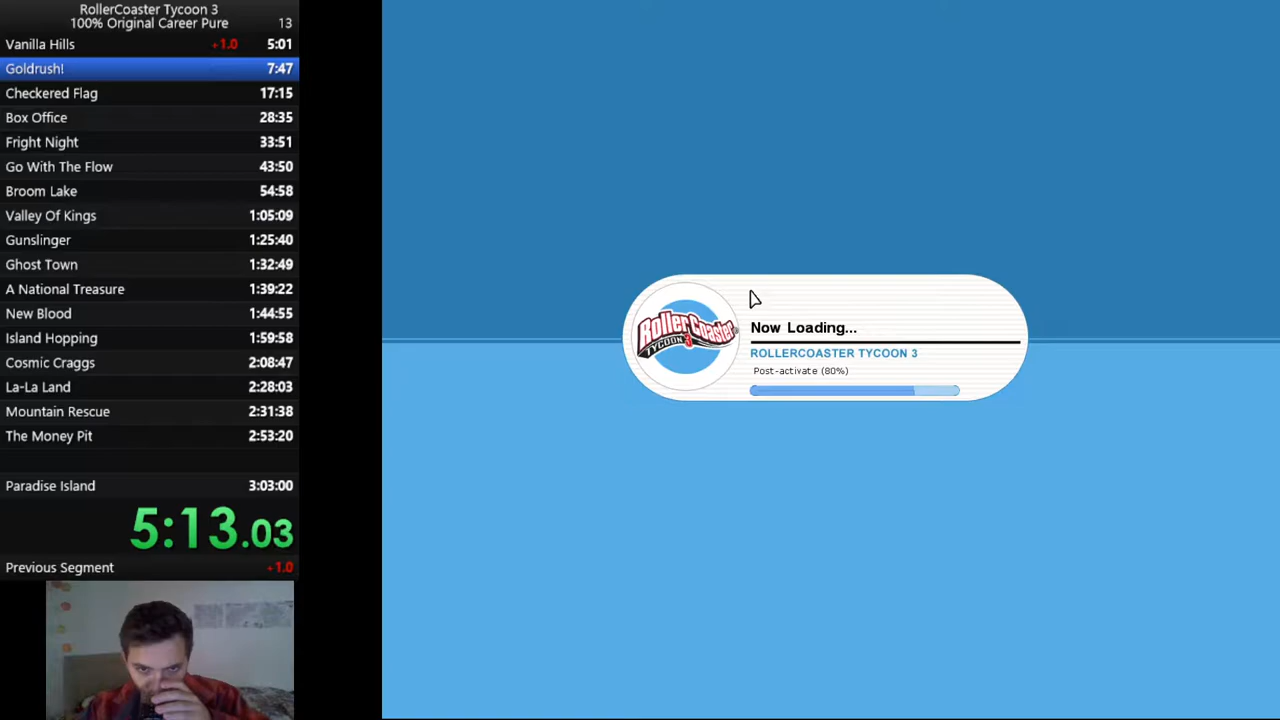 RollerCoaster Tycoon 3
100% Original Career Pure 13
Vanilla Hills +1.0 5:01
Goldrush! 7:47
Checkered Flag 17:15
Box Office 28:35
Fright Night 33:51
Go With The Flow 43:50
Broom Lake 54:58
Valley Of Kings 1:05:09
Gunslinger 1:25:40
Ghost Town 1:32:49
A National Treasure 1:39:22
New Blood 1:44:55
Island Hopping 1:59:58
Cosmic Craggs 2:08:47
La-La Land 2:28:03
Mountain Rescue 2:31:38
The Money Pit 2:53:20
Paradise Island 3:03:00
5:13.03
Previous Segment +1.0
RollerCoaster
TYCOON 3
Now Loading...
ROLLERCOASTER TYCOON 3
Post-activate (80%)